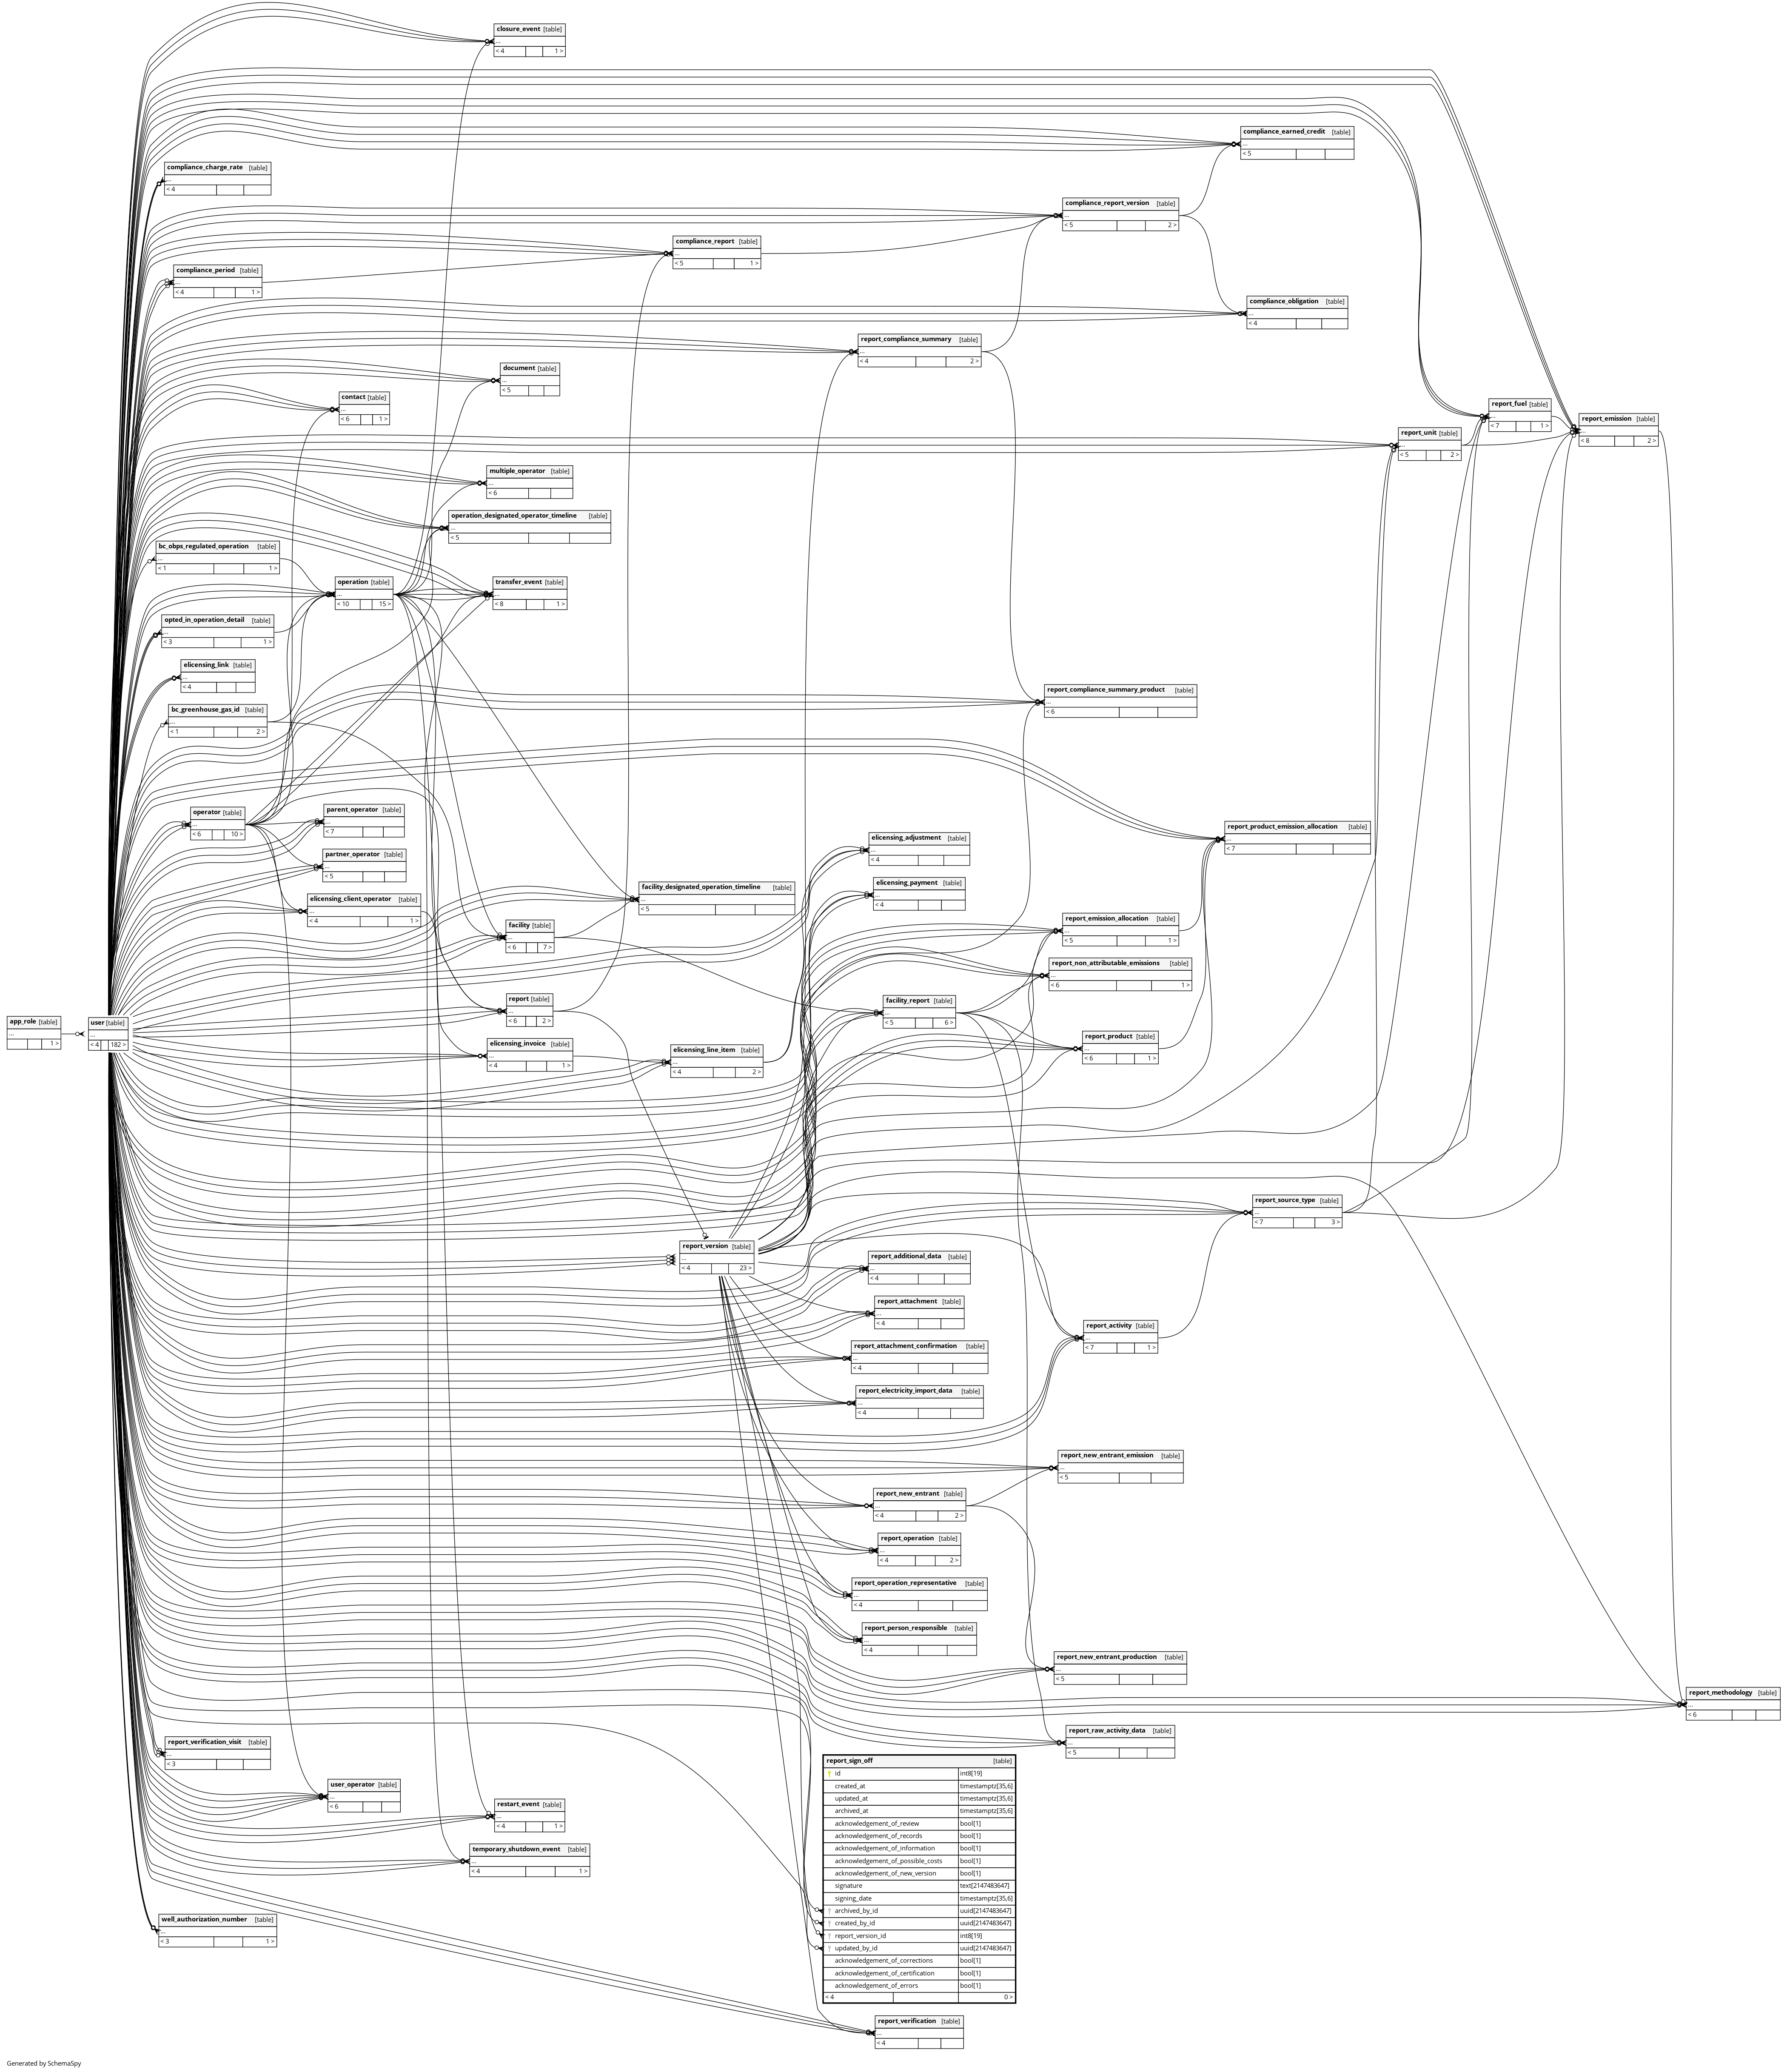 closure_event [table]
...
< 4 1 >
compliance_earned_credit [table]
...
< 5
compliance_charge_rate [table]
...
< 4
compliance_report_version [table]
...
< 5 2 >
compliance_report [table]
...
< 5 1 >
compliance_period [table]
...
< 4 1 >
compliance_obligation [table]
...
< 4
report_compliance_summary [table]
...
< 4 2 >
document [table]
...
< 5
contact [table]
...
< 6 1 >
report_fuel [table]
...
< 7 1 >
report_emission [table]
...
< 8 2 >
report_unit [table]
...
< 5 2 >
multiple_operator [table]
...
< 6
operation_designated_operator_timeline [table]
...
< 5
bc_obps_regulated_operation [table]
...
< 1 1 >
operation [table]
...
< 10 15 >
transfer_event [table]
...
< 8 1 >
opted_in_operation_detail [table]
...
< 3 1 >
elicensing_link [table]
...
< 4
report_compliance_summary_product [table]
...
< 6
bc_greenhouse_gas_id [table]
...
< 1 2 >
operator [table]
...
< 6 10 >
parent_operator [table]
...
< 7
report_product_emission_allocation [table]
...
< 7
elicensing_adjustment [table]
...
< 4
partner_operator [table]
...
< 5
elicensing_payment [table]
...
< 4
facility_designated_operation_timeline [table]
...
< 5
elicensing_client_operator [table]
...
< 4 1 >
report_emission_allocation [table]
...
< 5 1 >
facility [table]
...
< 6 7 >
report_non_attributable_emissions [table]
...
< 6 1 >
report [table]
...
< 6 2 >
facility_report [table]
...
< 5 6 >
app_role [table]
...
1 >
user [table]
...
< 4 182 >
report_product [table]
...
< 6 1 >
elicensing_invoice [table]
...
< 4 1 >
elicensing_line_item [table]
...
< 4 2 >
report_source_type [table]
...
< 7 3 >
report_version [table]
...
< 4 23 >
report_additional_data [table]
...
< 4
report_attachment [table]
...
< 4
report_activity [table]
...
< 7 1 >
report_attachment_confirmation [table]
...
< 4
report_electricity_import_data [table]
...
< 4
report_new_entrant_emission [table]
...
< 5
report_new_entrant [table]
...
< 4 2 >
report_operation [table]
...
< 4 2 >
report_operation_representative [table]
...
< 4
report_person_responsible [table]
...
< 4
report_new_entrant_production [table]
...
< 5
report_methodology [table]
...
< 6
report_raw_activity_data [table]
...
< 5
report_verification_visit [table]
...
< 3
user_operator [table]
...
< 6
restart_event [table]
...
< 4 1 >
temporary_shutdown_event [table]
...
< 4 1 >
well_authorization_number [table]
...
< 3 1 >
report_sign_off [table]
id int8[19]
created_at timestamptz[35,6]
updated_at timestamptz[35,6]
archived_at timestamptz[35,6]
acknowledgement_of_review bool[1]
acknowledgement_of_records bool[1]
acknowledgement_of_information bool[1]
acknowledgement_of_possible_costs bool[1]
acknowledgement_of_new_version bool[1]
signature text[2147483647]
signing_date timestamptz[35,6]
archived_by_id uuid[2147483647]
created_by_id uuid[2147483647]
report_version_id int8[19]
updated_by_id uuid[2147483647]
acknowledgement_of_corrections bool[1]
acknowledgement_of_certification bool[1]
acknowledgement_of_errors bool[1]
< 4 0 >
report_verification [table]
...
< 4
Generated by SchemaSpy